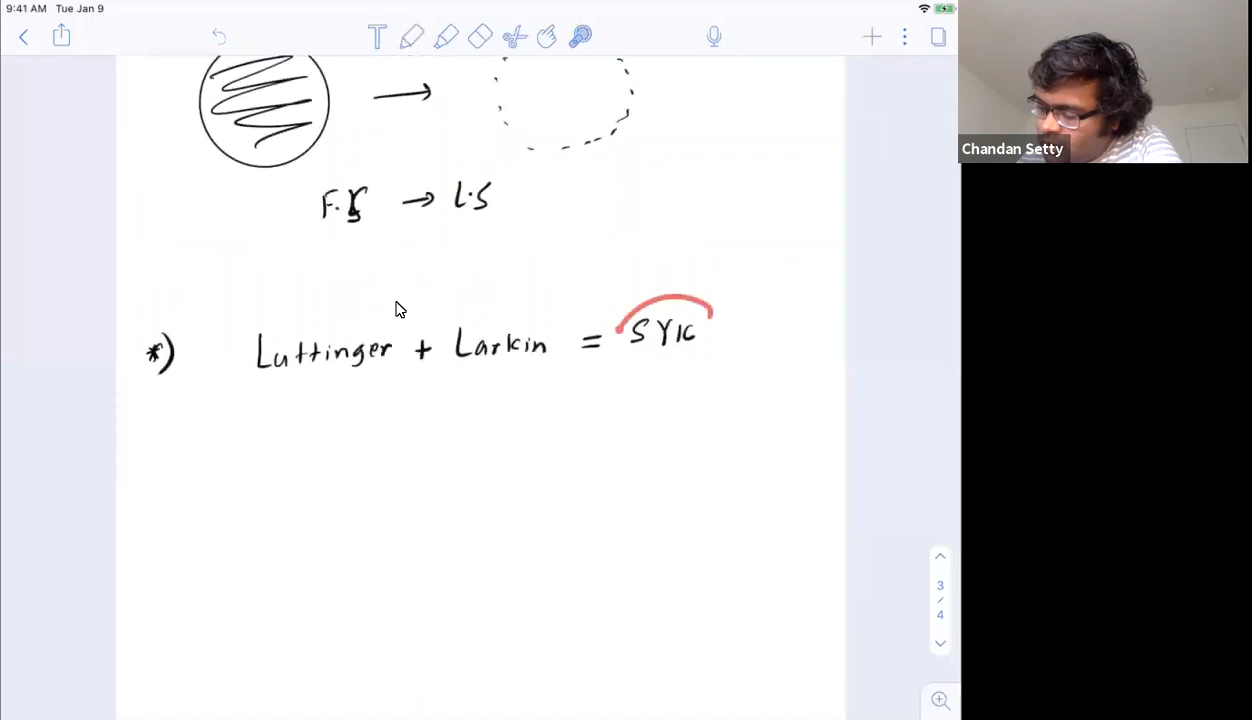 9:41 AM Tue Jan 9
Chandan Setty
F.S → L.S
*) Luttinger + Larkin = SYK
3
/
4